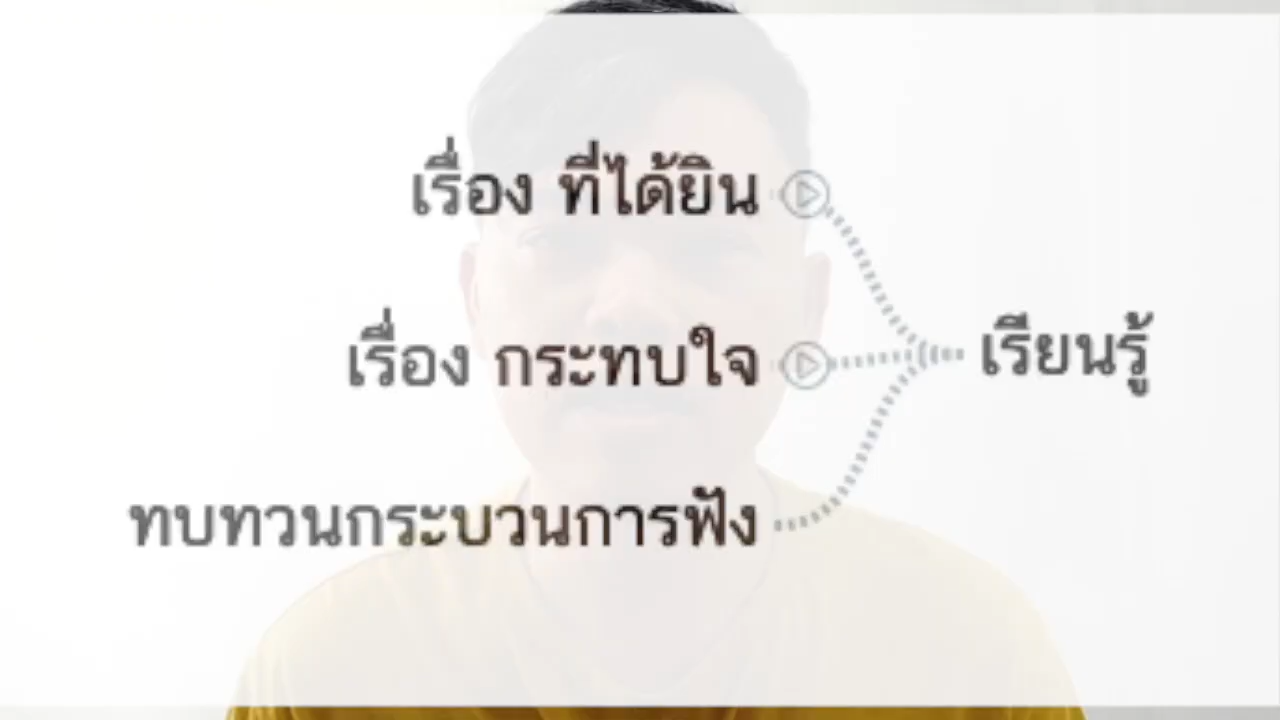 เรื่อง ที่ได้ยิน
เรื่อง กระทบใจ
เรียนรู้
ทบทวนกระบวนการฟัง